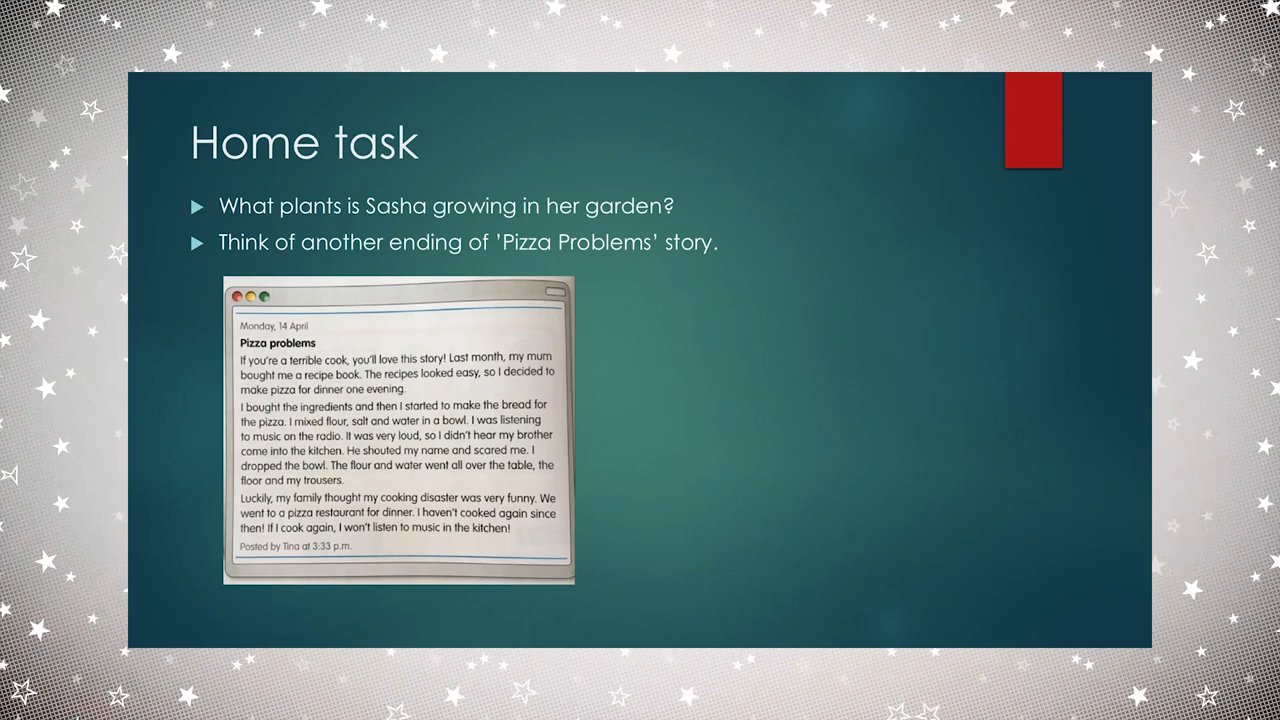 Home task
What plants is Sasha growing in her garden?
Think of another ending of ’Pizza Problems’ story.
Monday, 14 April
Pizza problems
If you're a terrible cook, you'll love this story! Last month, my mum
bought me a recipe book. The recipes looked easy, so I decided to
make pizza for dinner one evening.
I bought the ingredients and then I started to make the bread for
the pizza. I mixed flour, salt and water in a bowl. I was listening
to music on the radio. It was very loud, so I didn't hear my brother
come into the kitchen. He shouted my name and scared me. I
dropped the bowl. The flour and water went all over the table, the
floor and my trousers.
Luckily, my family thought my cooking disaster was very funny. We
went to a pizza restaurant for dinner. I haven't cooked again since
then! If I cook again, I won't listen to music in the kitchen!
Posted by Tina at 3:33 p.m.